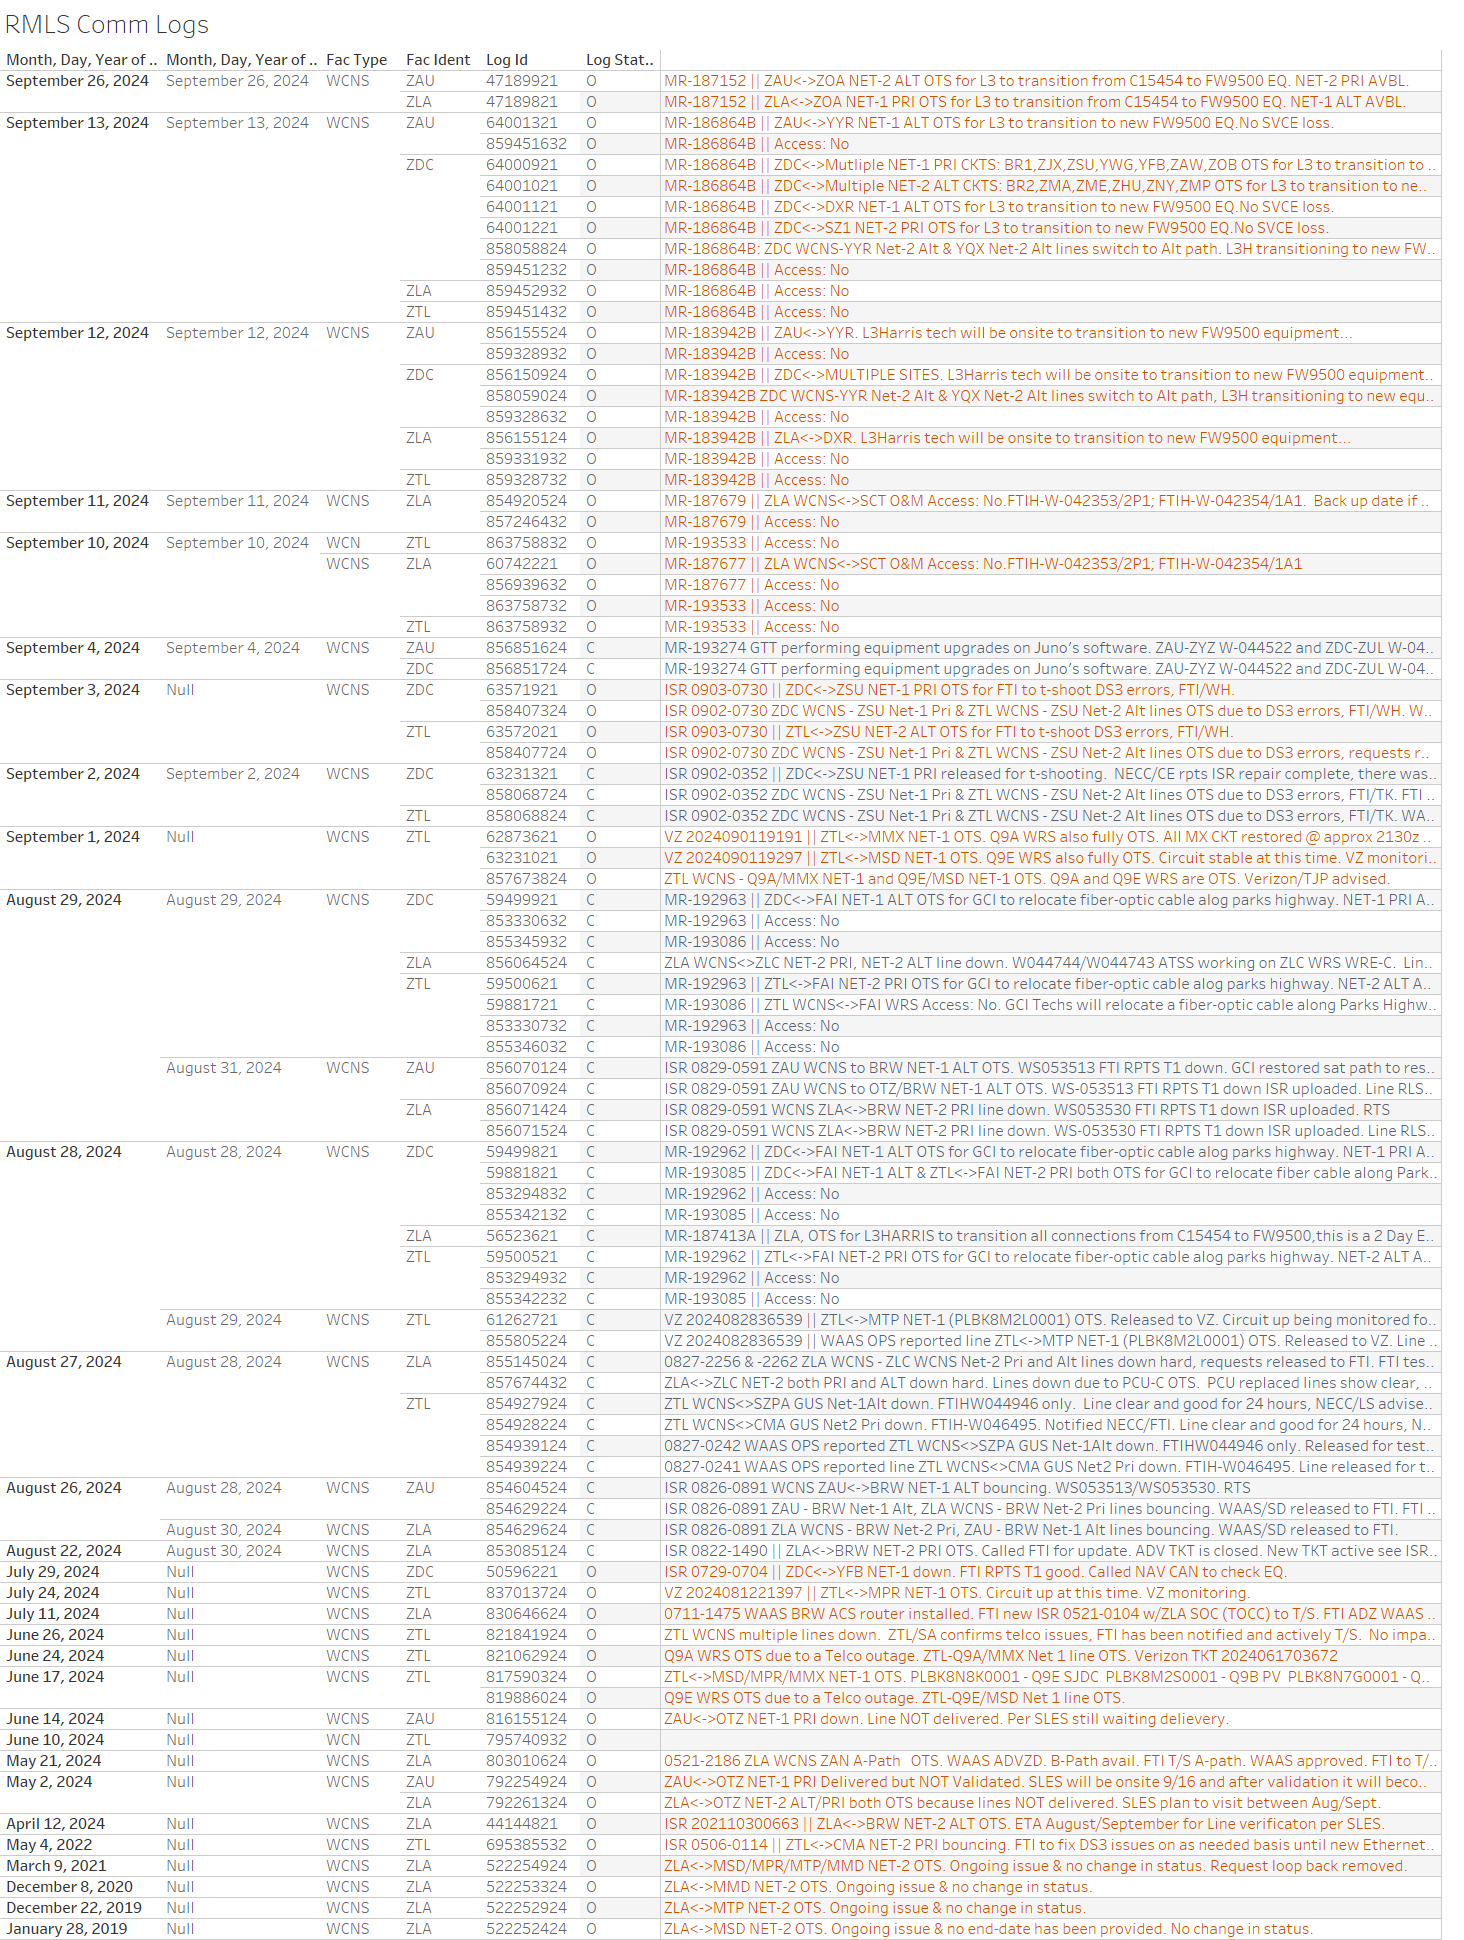 RMLS Comm Logs
Month, Day, Year of .. Month, Day, Year of .. Fac Type Fac Ident Log Id Log Stat..
September 26, 2024 September 26, 2024 WCNS ZAU 47189921 O MR-187152 || ZAU<->ZOA NET-2 ALT OTS for L3 to transition from C15454 to FW9500 EQ. NET-2 PRI AVBL.
ZLA 47189821 O MR-187152 || ZLA<->ZOA NET-1 PRI OTS for L3 to transition from C15454 to FW9500 EQ. NET-1 ALT AVBL.
September 13, 2024 September 13, 2024 WCNS ZAU 64001321 O MR-186864B || ZAU<->YYR NET-1 ALT OTS for L3 to transition to new FW9500 EQ.No SVCE loss.
859451632 O MR-186864B || Access: No
ZDC 64000921 O MR-186864B || ZDC<->Mutliple NET-1 PRI CKTS: BR1,ZJX,ZSU,YWG,YFB,ZAW,ZOB OTS for L3 to transition to ..
64001021 O MR-186864B || ZDC<->Multiple NET-2 ALT CKTS: BR2,ZMA,ZME,ZHU,ZNY,ZMP OTS for L3 to transition to ne..
64001121 O MR-186864B || ZDC<->DXR NET-1 ALT OTS for L3 to transition to new FW9500 EQ.No SVCE loss.
64001221 O MR-186864B || ZDC<->SZ1 NET-2 PRI OTS for L3 to transition to new FW9500 EQ.No SVCE loss.
858058824 O MR-186864B: ZDC WCNS-YYR Net-2 Alt & YQX Net-2 Alt lines switch to Alt path. L3H transitioning to new FW..
859451232 O MR-186864B || Access: No
ZLA 859452932 O MR-186864B || Access: No
ZTL 859451432 O MR-186864B || Access: No
September 12, 2024 September 12, 2024 WCNS ZAU 856155524 O MR-183942B || ZAU<->YYR. L3Harris tech will be onsite to transition to new FW9500 equipment...
859328932 O MR-183942B || Access: No
ZDC 856150924 O MR-183942B || ZDC<->MULTIPLE SITES. L3Harris tech will be onsite to transition to new FW9500 equipment..
858059024 O MR-183942B ZDC WCNS-YYR Net-2 Alt & YQX Net-2 Alt lines switch to Alt path, L3H transitioning to new equ..
859328632 O MR-183942B || Access: No
ZLA 856155124 O MR-183942B || ZLA<->DXR. L3Harris tech will be onsite to transition to new FW9500 equipment...
859331932 O MR-183942B || Access: No
ZTL 859328732 O MR-183942B || Access: No
September 11, 2024 September 11, 2024 WCNS ZLA 854920524 O MR-187679 || ZLA WCNS<->SCT O&M Access: No.FTIH-W-042353/2P1; FTIH-W-042354/1A1. Back up date if ..
857246432 O MR-187679 || Access: No
September 10, 2024 September 10, 2024 WCN ZTL 863758832 O MR-193533 || Access: No
WCNS ZLA 60742221 O MR-187677 || ZLA WCNS<->SCT O&M Access: No.FTIH-W-042353/2P1; FTIH-W-042354/1A1
856939632 O MR-187677 || Access: No
863758732 O MR-193533 || Access: No
ZTL 863758932 O MR-193533 || Access: No
September 4, 2024 September 4, 2024 WCNS ZAU 856851624 C MR-193274 GTT performing equipment upgrades on Juno's software. ZAU-ZYZ W-044522 and ZDC-ZUL W-04..
ZDC 856851724 C MR-193274 GTT performing equipment upgrades on Juno's software. ZAU-ZYZ W-044522 and ZDC-ZUL W-04..
September 3, 2024 Null WCNS ZDC 63571921 O ISR 0903-0730 || ZDC<->ZSU NET-1 PRI OTS for FTI to t-shoot DS3 errors, FTI/WH.
858407324 O ISR 0902-0730 ZDC WCNS - ZSU Net-1 Pri & ZTL WCNS - ZSU Net-2 Alt lines OTS due to DS3 errors, FTI/WH. W..
ZTL 63572021 O ISR 0903-0730 || ZTL<->ZSU NET-2 ALT OTS for FTI to t-shoot DS3 errors, FTI/WH.
858407724 O ISR 0902-0730 ZDC WCNS - ZSU Net-1 Pri & ZTL WCNS - ZSU Net-2 Alt lines OTS due to DS3 errors, requests r..
September 2, 2024 September 2, 2024 WCNS ZDC 63231321 C ISR 0902-0352 || ZDC<->ZSU NET-1 PRI released for t-shooting. NECC/CE rpts ISR repair complete, there was..
858068724 C ISR 0902-0352 ZDC WCNS - ZSU Net-1 Pri & ZTL WCNS - ZSU Net-2 Alt lines OTS due to DS3 errors, FTI/TK. FTI ..
ZTL 858068824 C ISR 0902-0352 ZDC WCNS - ZSU Net-1 Pri & ZTL WCNS - ZSU Net-2 Alt lines OTS due to DS3 errors, FTI/TK. WA..
September 1, 2024 Null WCNS ZTL 62873621 O VZ 2024090119191 || ZTL<->MMX NET-1 OTS. Q9A WRS also fully OTS. All MX CKT restored @ approx 2130z ..
63231021 O VZ 2024090119297 || ZTL<->MSD NET-1 OTS. Q9E WRS also fully OTS. Circuit stable at this time. VZ monitori..
857673824 O ZTL WCNS - Q9A/MMX NET-1 and Q9E/MSD NET-1 OTS. Q9A and Q9E WRS are OTS. Verizon/TJP advised.
August 29, 2024 August 29, 2024 WCNS ZDC 59499921 C MR-192963 || ZDC<->FAI NET-1 ALT OTS for GCI to relocate fiber-optic cable alog parks highway. NET-1 PRI A..
853330632 C MR-192963 || Access: No
855345932 C MR-193086 || Access: No
ZLA 856064524 C ZLA WCNS<>ZLC NET-2 PRI, NET-2 ALT line down. W044744/W044743 ATSS working on ZLC WRS WRE-C. Lin..
ZTL 59500621 C MR-192963 || ZTL<->FAI NET-2 PRI OTS for GCI to relocate fiber-optic cable alog parks highway. NET-2 ALT A..
59881721 C MR-193086 || ZTL WCNS<->FAI WRS Access: No. GCI Techs will relocate a fiber-optic cable along Parks Highw..
853330732 C MR-192963 || Access: No
855346032 C MR-193086 || Access: No
August 31, 2024 WCNS ZAU 856070124 C ISR 0829-0591 ZAU WCNS to BRW NET-1 ALT OTS. WS053513 FTI RPTS T1 down. GCI restored sat path to res..
856070924 C ISR 0829-0591 ZAU WCNS to OTZ/BRW NET-1 ALT OTS. WS-053513 FTI RPTS T1 down ISR uploaded. Line RLS..
ZLA 856071424 C ISR 0829-0591 WCNS ZLA<->BRW NET-2 PRI line down. WS053530 FTI RPTS T1 down ISR uploaded. RTS
856071524 C ISR 0829-0591 WCNS ZLA<->BRW NET-2 PRI line down. WS-053530 FTI RPTS T1 down ISR uploaded. Line RLS..
August 28, 2024 August 28, 2024 WCNS ZDC 59499821 C MR-192962 || ZDC<->FAI NET-1 ALT OTS for GCI to relocate fiber-optic cable alog parks highway. NET-1 PRI A..
59881821 C MR-193085 || ZDC<->FAI NET-1 ALT & ZTL<->FAI NET-2 PRI both OTS for GCI to relocate fiber cable along Park..
853294832 C MR-192962 || Access: No
855342132 C MR-193085 || Access: No
ZLA 56523621 C MR-187413A || ZLA, OTS for L3HARRIS to transition all connections from C15454 to FW9500,this is a 2 Day E..
ZTL 59500521 C MR-192962 || ZTL<->FAI NET-2 PRI OTS for GCI to relocate fiber-optic cable alog parks highway. NET-2 ALT A..
853294932 C MR-192962 || Access: No
855342232 C MR-193085 || Access: No
August 29, 2024 WCNS ZTL 61262721 C VZ 2024082836539 || ZTL<->MTP NET-1 (PLBK8M2L0001) OTS. Released to VZ. Circuit up being monitored fo..
855805224 C VZ 2024082836539 || WAAS OPS reported line ZTL<->MTP NET-1 (PLBK8M2L0001) OTS. Released to VZ. Line ..
August 27, 2024 August 28, 2024 WCNS ZLA 855145024 C 0827-2256 & -2262 ZLA WCNS - ZLC WCNS Net-2 Pri and Alt lines down hard, requests released to FTI. FTI tes..
857674432 C ZLA<->ZLC NET-2 both PRI and ALT down hard. Lines down due to PCU-C OTS. PCU replaced lines show clear, ..
ZTL 854927924 C ZTL WCNS<>SZPA GUS Net-1Alt down. FTIHW044946 only. Line clear and good for 24 hours, NECC/LS advise..
854928224 C ZTL WCNS<>CMA GUS Net2 Pri down. FTIH-W046495. Notified NECC/FTI. Line clear and good for 24 hours, N..
854939124 C 0827-0242 WAAS OPS reported ZTL WCNS<>SZPA GUS Net-1Alt down. FTIHW044946 only. Released for test..
854939224 C 0827-0241 WAAS OPS reported line ZTL WCNS<>CMA GUS Net2 Pri down. FTIH-W046495. Line released for t..
August 26, 2024 August 28, 2024 WCNS ZAU 854604524 C ISR 0826-0891 WCNS ZAU<->BRW NET-1 ALT bouncing. WS053513/WS053530. RTS
854629224 C ISR 0826-0891 ZAU - BRW Net-1 Alt, ZLA WCNS - BRW Net-2 Pri lines bouncing. WAAS/SD released to FTI. FTI ..
August 30, 2024 WCNS ZLA 854629624 C ISR 0826-0891 ZLA WCNS - BRW Net-2 Pri, ZAU - BRW Net-1 Alt lines bouncing. WAAS/SD released to FTI.
August 22, 2024 August 30, 2024 WCNS ZLA 853085124 C ISR 0822-1490 || ZLA<->BRW NET-2 PRI OTS. Called FTI for update. ADV TKT is closed. New TKT active see ISR..
July 29, 2024 Null WCNS ZDC 50596221 O ISR 0729-0704 || ZDC<->YFB NET-1 down. FTI RPTS T1 good. Called NAV CAN to check EQ.
July 24, 2024 Null WCNS ZTL 837013724 O VZ 2024081221397 || ZTL<->MPR NET-1 OTS. Circuit up at this time. VZ monitoring.
July 11, 2024 Null WCNS ZLA 830646624 O 0711-1475 WAAS BRW ACS router installed. FTI new ISR 0521-0104 w/ZLA SOC (TOCC) to T/S. FTI ADZ WAAS ..
June 26, 2024 Null WCNS ZTL 821841924 O ZTL WCNS multiple lines down. ZTL/SA confirms telco issues, FTI has been notified and actively T/S. No impa..
June 24, 2024 Null WCNS ZTL 821062924 O Q9A WRS OTS due to a Telco outage. ZTL-Q9A/MMX Net 1 line OTS. Verizon TKT 2024061703672
June 17, 2024 Null WCNS ZTL 817590324 O ZTL<->MSD/MPR/MMX NET-1 OTS. PLBK8N8K0001 - Q9E SJDC PLBK8M2S0001 - Q9B PV PLBK8N7G0001 - Q..
819886024 O Q9E WRS OTS due to a Telco outage. ZTL-Q9E/MSD Net 1 line OTS.
June 14, 2024 Null WCNS ZAU 816155124 O ZAU<->OTZ NET-1 PRI down. Line NOT delivered. Per SLES still waiting delievery.
June 10, 2024 Null WCN ZTL 795740932 O
May 21, 2024 Null WCNS ZLA 803010624 O 0521-2186 ZLA WCNS ZAN A-Path OTS. WAAS ADVZD. B-Path avail. FTI T/S A-path. WAAS approved. FTI to T/..
May 2, 2024 Null WCNS ZAU 792254924 O ZAU<->OTZ NET-1 PRI Delivered but NOT Validated. SLES will be onsite 9/16 and after validation it will beco..
ZLA 792261324 O ZLA<->OTZ NET-2 ALT/PRI both OTS because lines NOT delivered. SLES plan to visit between Aug/Sept.
April 12, 2024 Null WCNS ZLA 44144821 O ISR 202110300663 || ZLA<->BRW NET-2 ALT OTS. ETA August/September for Line verificaton per SLES.
May 4, 2022 Null WCNS ZTL 695385532 O ISR 0506-0114 || ZTL<->CMA NET-2 PRI bouncing. FTI to fix DS3 issues on as needed basis until new Ethernet..
March 9, 2021 Null WCNS ZLA 522254924 O ZLA<->MSD/MPR/MTP/MMD NET-2 OTS. Ongoing issue & no change in status. Request loop back removed.
December 8, 2020 Null WCNS ZLA 522253324 O ZLA<->MMD NET-2 OTS. Ongoing issue & no change in status.
December 22, 2019 Null WCNS ZLA 522252924 O ZLA<->MTP NET-2 OTS. Ongoing issue & no change in status.
January 28, 2019 Null WCNS ZLA 522252424 O ZLA<->MSD NET-2 OTS. Ongoing issue & no end-date has been provided. No change in status.